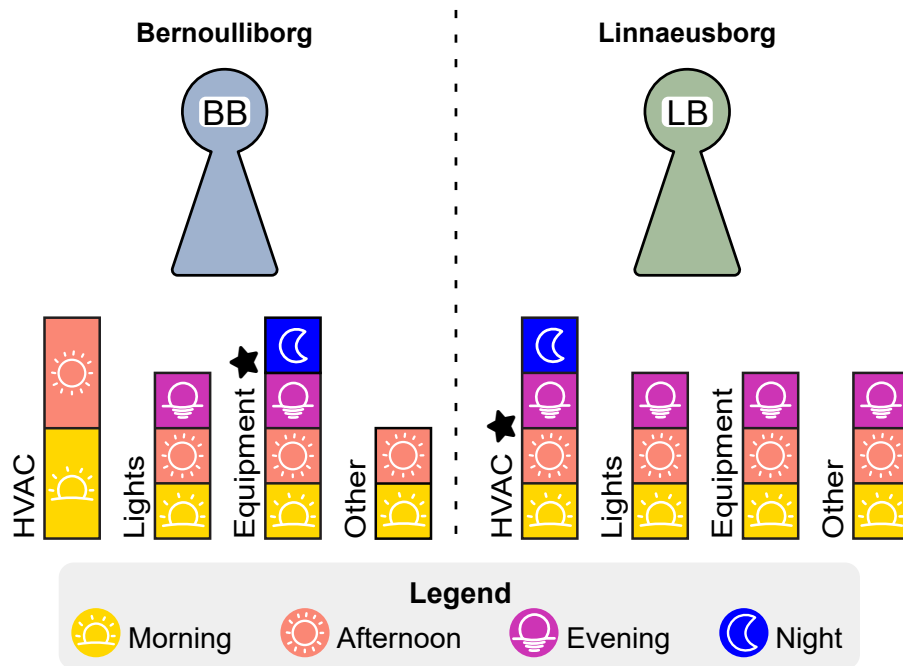 Bernoulliborg
Linnaeusborg
BB
LB
HVAC
Lights
Equipment
Other
HVAC
Lights
Equipment
Other
Legend
Morning
Afternoon
Evening
Night